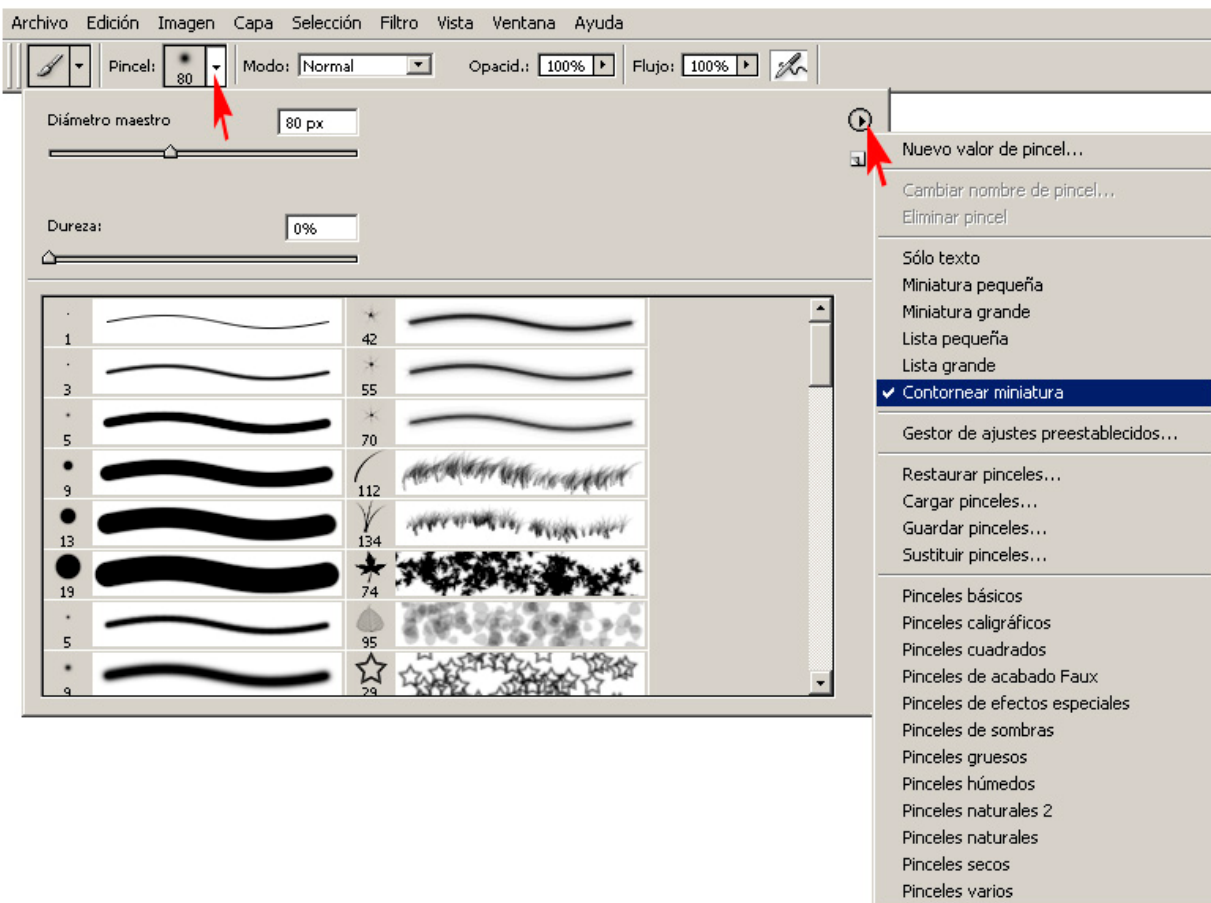 Archivo Edición Imagen Capa Selección Filtro Vista Ventana Ayuda
Pincel: 80 Modo: Normal Opacid.: 100% Flujo: 100%
Diámetro maestro 80 px
Dureza: 0%
1 42
3 55
5 70
9 112
13 134
19 74
5 95
9 29
Nuevo valor de pincel...
Cambiar nombre de pincel...
Eliminar pincel
Sólo texto
Miniatura pequeña
Miniatura grande
Lista pequeña
Lista grande
Contornear miniatura
Gestor de ajustes preestablecidos...
Restaurar pinceles...
Cargar pinceles...
Guardar pinceles...
Sustituir pinceles...
Pinceles básicos
Pinceles caligráficos
Pinceles cuadrados
Pinceles de acabado Faux
Pinceles de efectos especiales
Pinceles de sombras
Pinceles gruesos
Pinceles húmedos
Pinceles naturales 2
Pinceles naturales
Pinceles secos
Pinceles varios